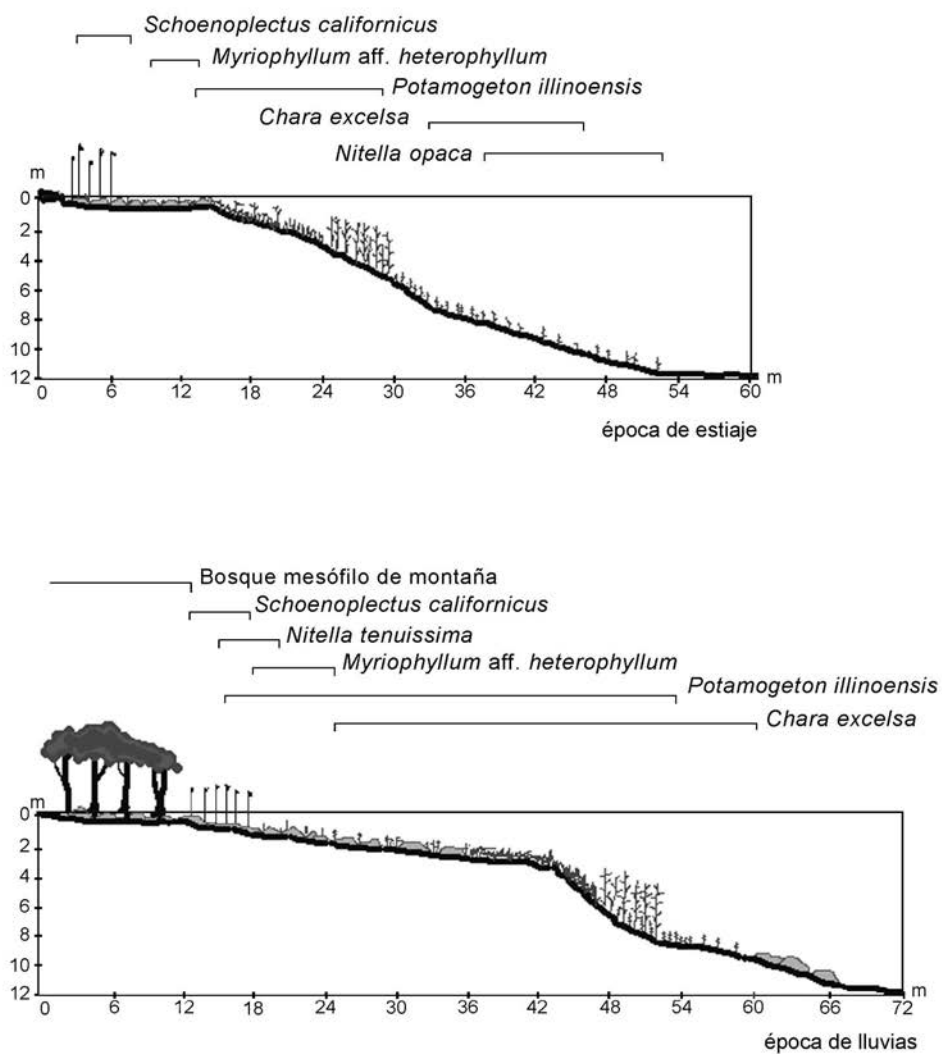 Schoenoplectus californicus
Myriophyllum aff. heterophyllum
Potamogeton illinoensis
Chara excelsa
Nitella opaca
m
0
2
4
6
8
10
12
0 6 12 18 24 30 36 42 48 54 60 m
época de estiaje
Bosque mesófilo de montaña
Schoenoplectus californicus
Nitella tenuissima
Myriophyllum aff. heterophyllum
Potamogeton illinoensis
Chara excelsa
m
0
2
4
6
8
10
12
0 6 12 18 24 30 36 42 54 60 66 72 m
época de lluvias